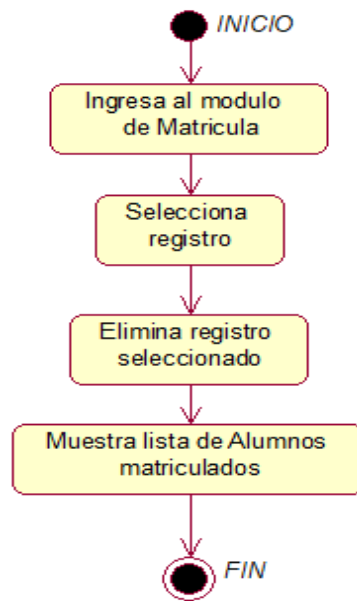 INICIO
Ingresa al modulo
de Matricula
Selecciona
registro
Elimina registro
seleccionado
Muestra lista de Alumnos
matriculados
FIN